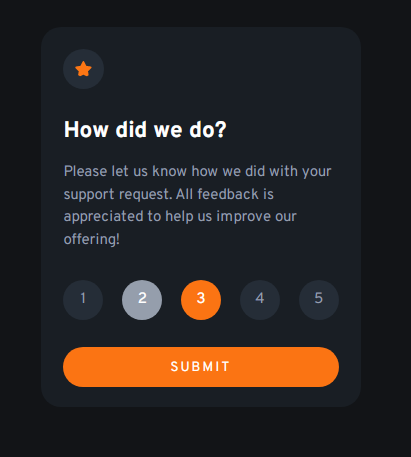 How did we do?
Please let us know how we did with your
support request. All feedback is
appreciated to help us improve our
offering!
1 2 3 4 5
SUBMIT